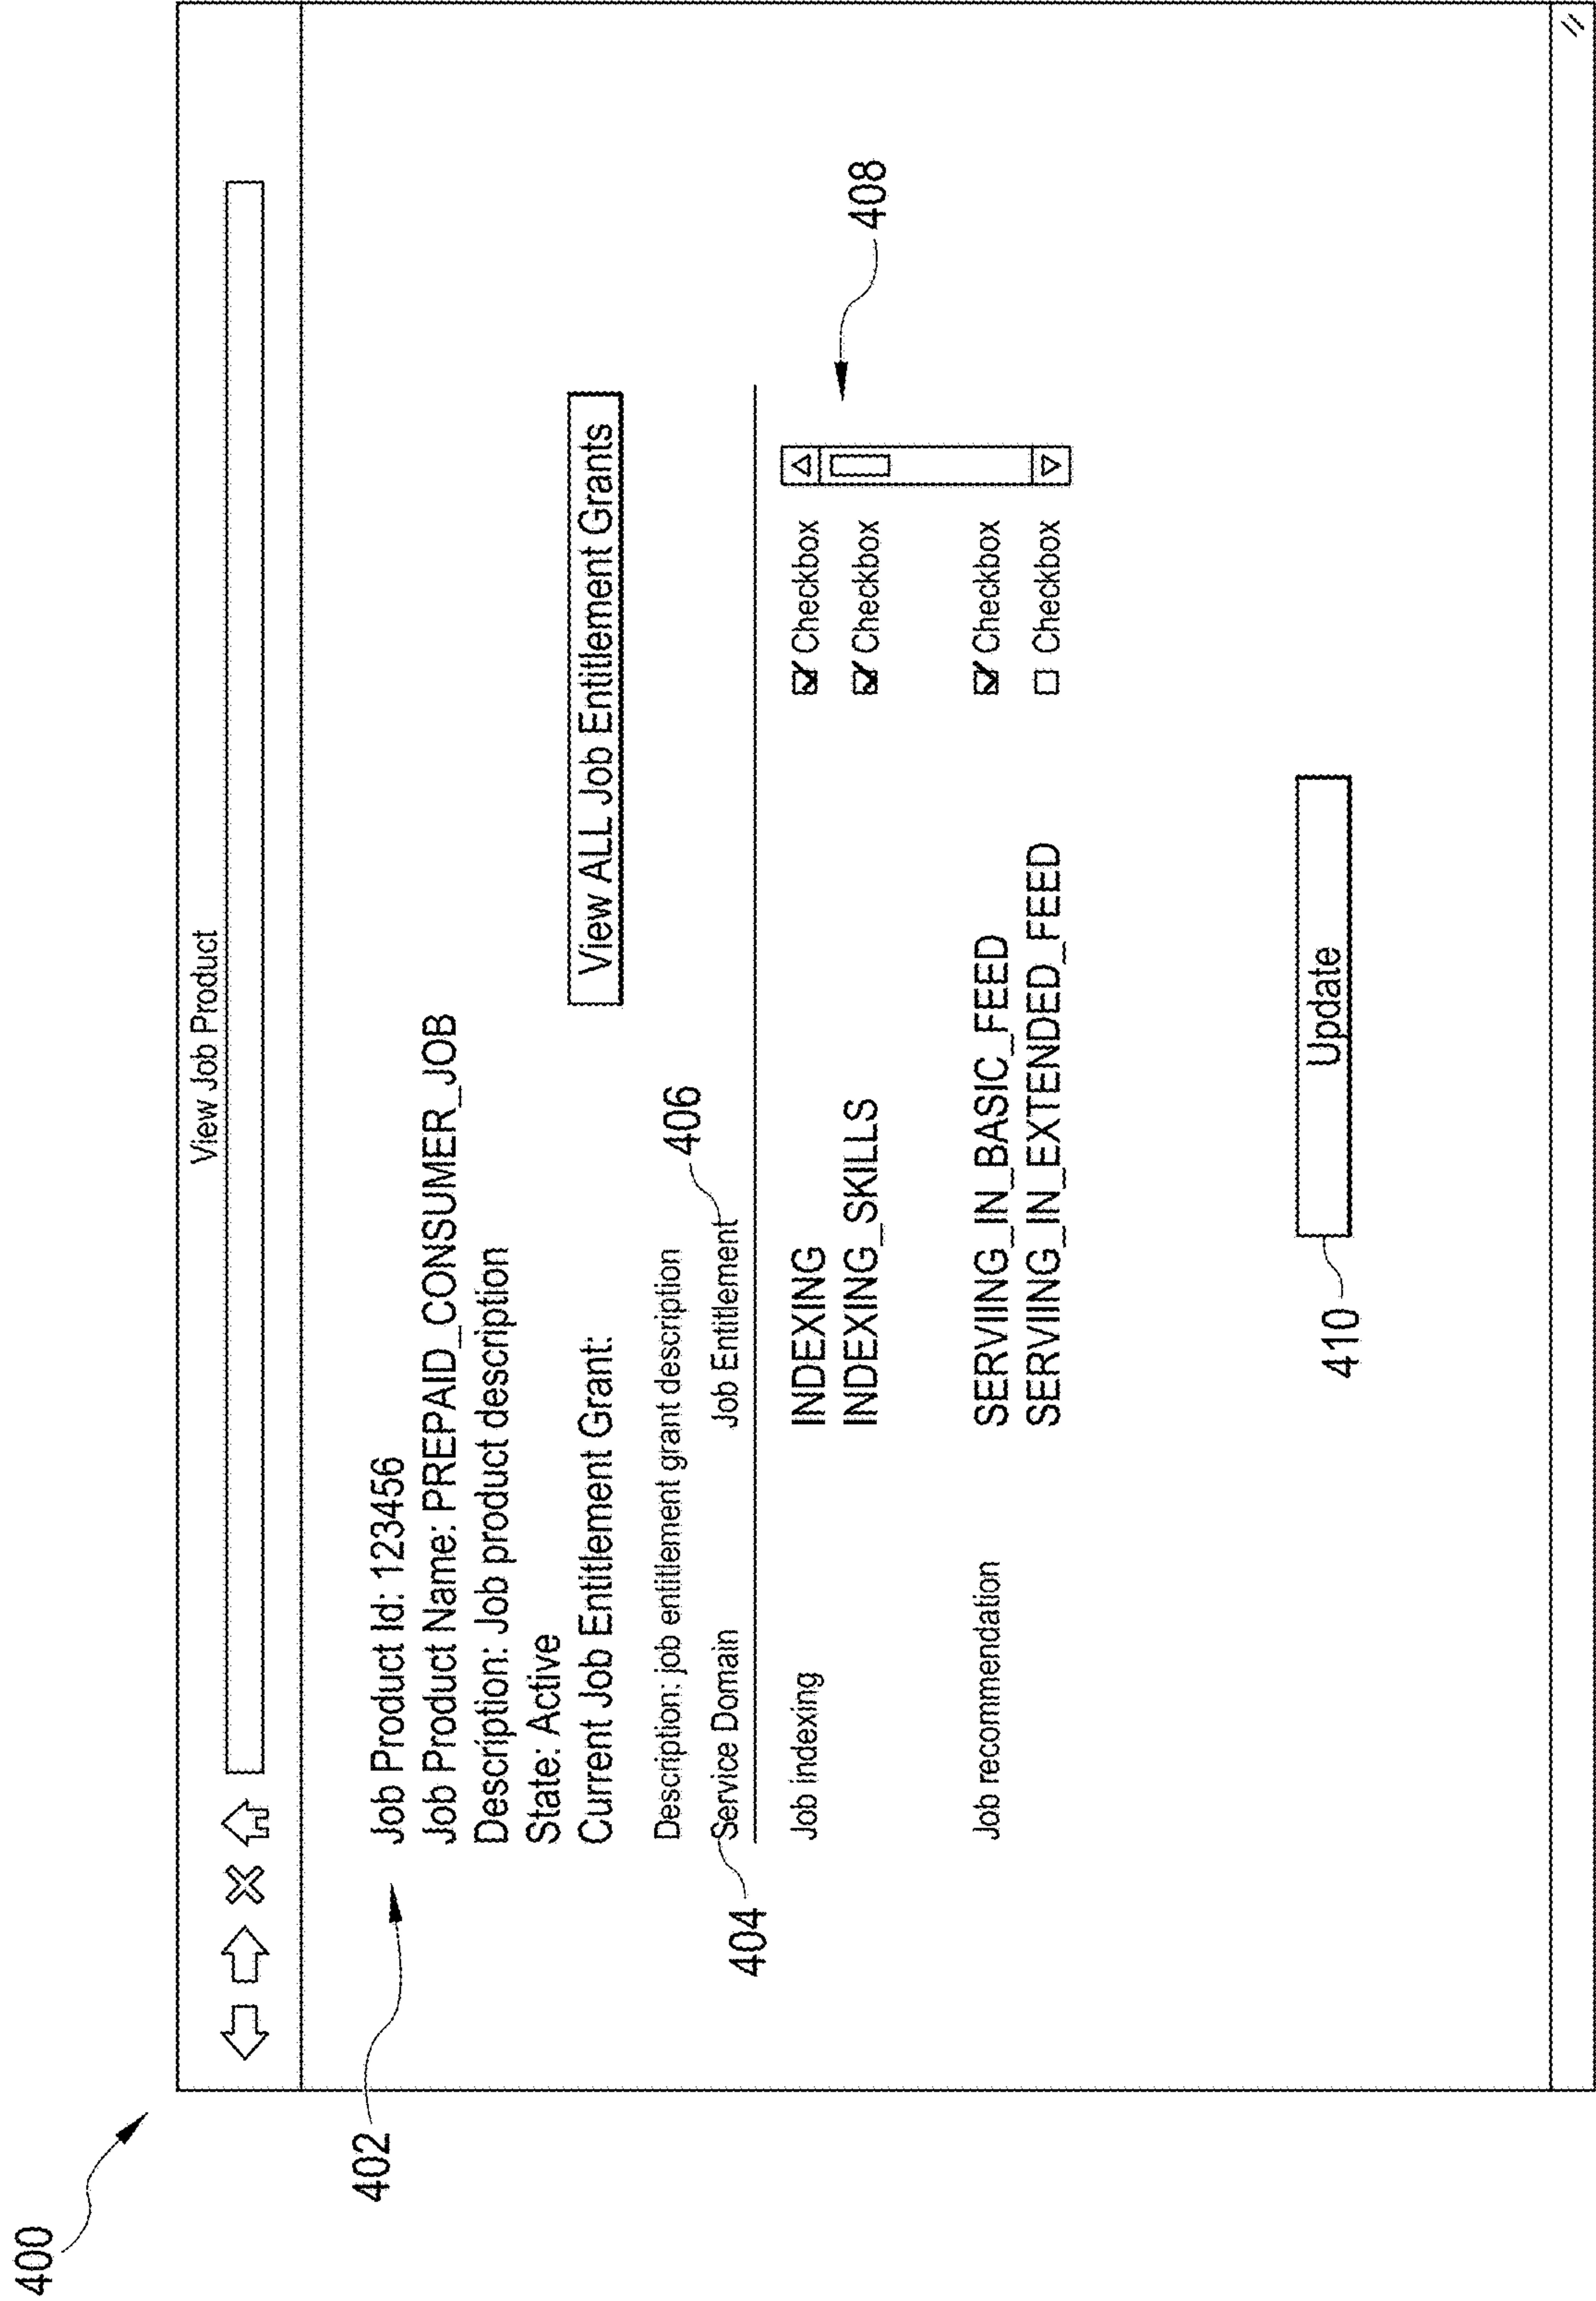 400
View Job Product
402
Job Product Id: 123456
Job Product Name: PREPAID_CONSUMER_JOB
Description: Job product description
State: Active
Current Job Entitlement Grant:
View ALL Job Entitlement Grants
Description: job entitlement grant description
406
404
Service Domain Job Entitlement
408
Job indexing INDEXING Checkbox
INDEXING_SKILLS Checkbox
Job recommendation SERVIING_IN_BASIC_FEED Checkbox
SERVIING_IN_EXTENDED_FEED Checkbox
410
Update